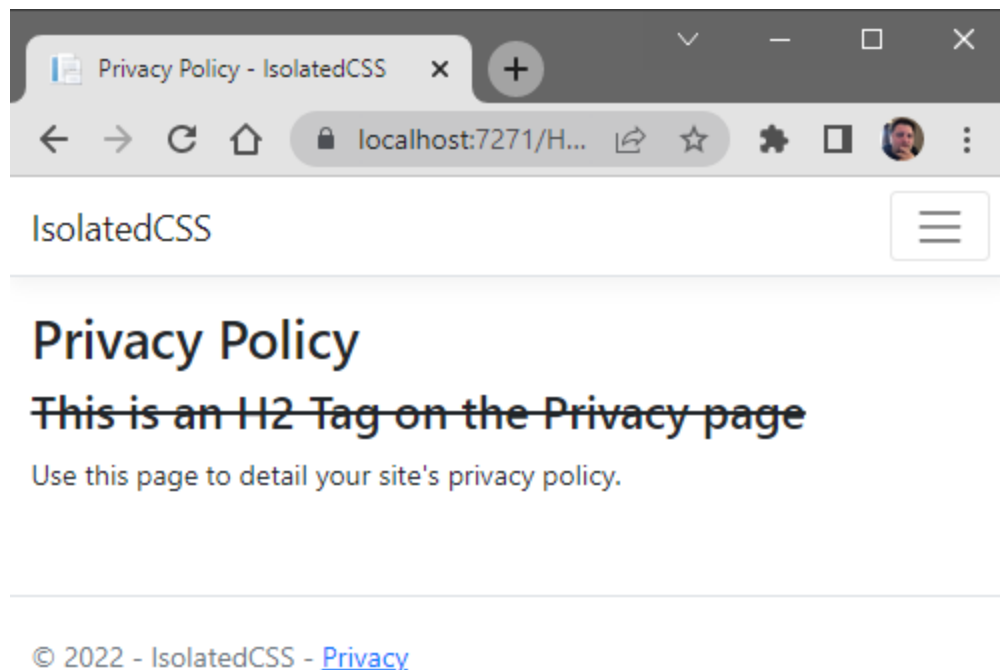 Privacy Policy - IsolatedCSS
localhost:7271/H...
IsolatedCSS
Privacy Policy
This is an H2 Tag on the Privacy page
Use this page to detail your site's privacy policy.
© 2022 - IsolatedCSS - Privacy